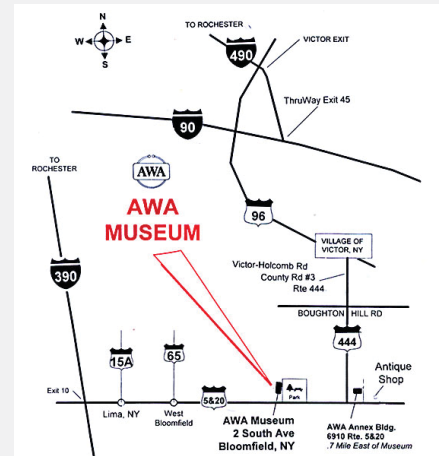 N
W E
S
TO ROCHESTER
490
VICTOR EXIT
ThruWay Exit 45
90
TO
ROCHESTER
AWA
AWA
MUSEUM
96
VILLAGE OF
VICTOR, NY
Victor-Holcomb Rd
County Rd #3
Rte 444
390
BOUGHTON HILL RD
15A
65
444
Antique
Shop
Exit 10
5&20
Park
Lima, NY
West
Bloomfield
AWA Museum
2 South Ave
Bloomfield, NY
AWA Annex Bldg.
6910 Rte. 5&20
.7 Mile East of Museum